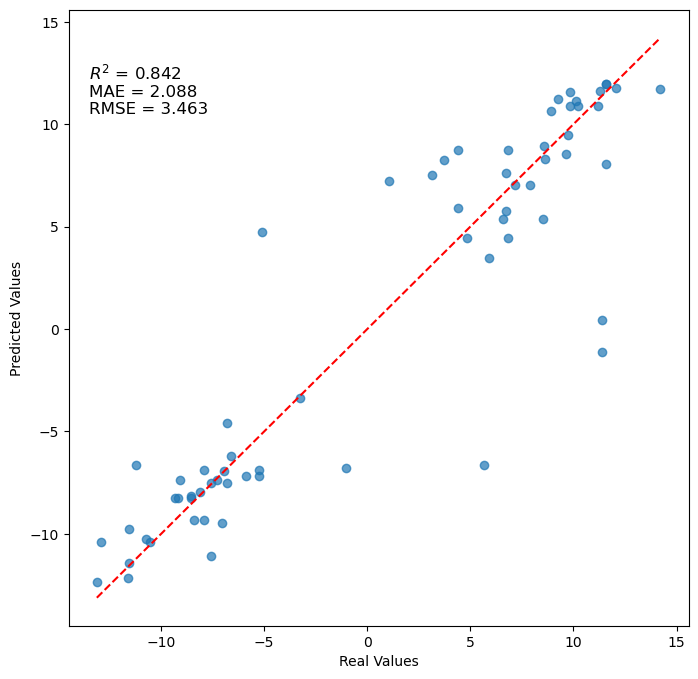 R² = 0.842
MAE = 2.088
RMSE = 3.463
15
10
5
0
−5
−10
Predicted Values
−10 −5 0 5 10 15
Real Values